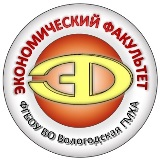 ЭКОНОМИЧЕСКИЙ ФАКУЛЬТЕТ
ЭФ
ФГБОУ ВО Вологодская ГМХА